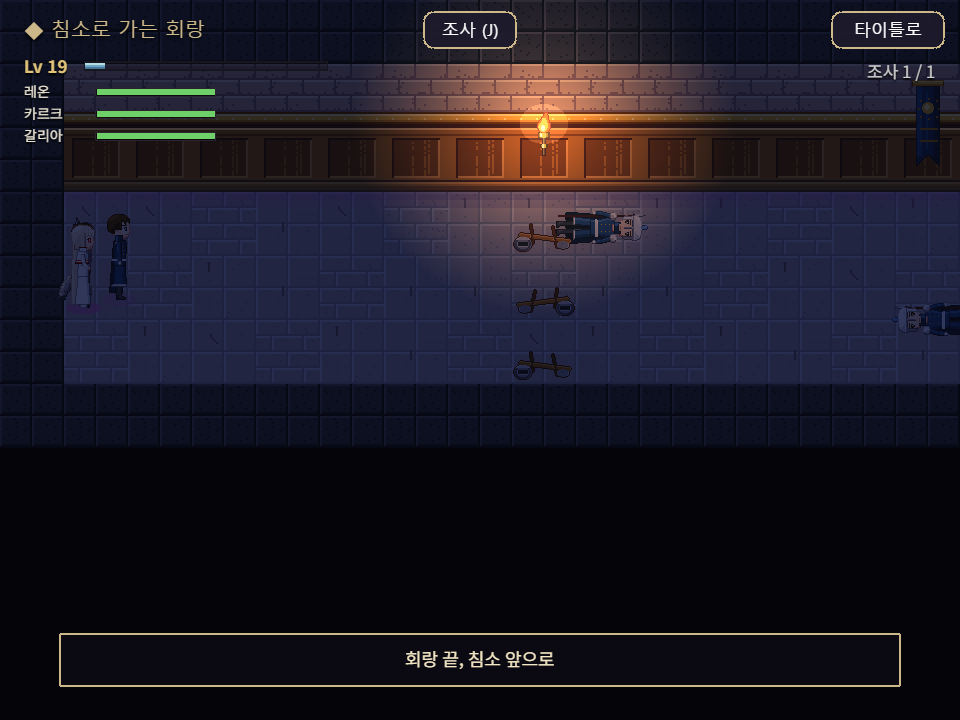 ◆ 침소로 가는 회랑
조사 (J)
타이틀로
Lv 19
조사 1 / 1
레온
카르크
갈리아
회랑 끝, 침소 앞으로